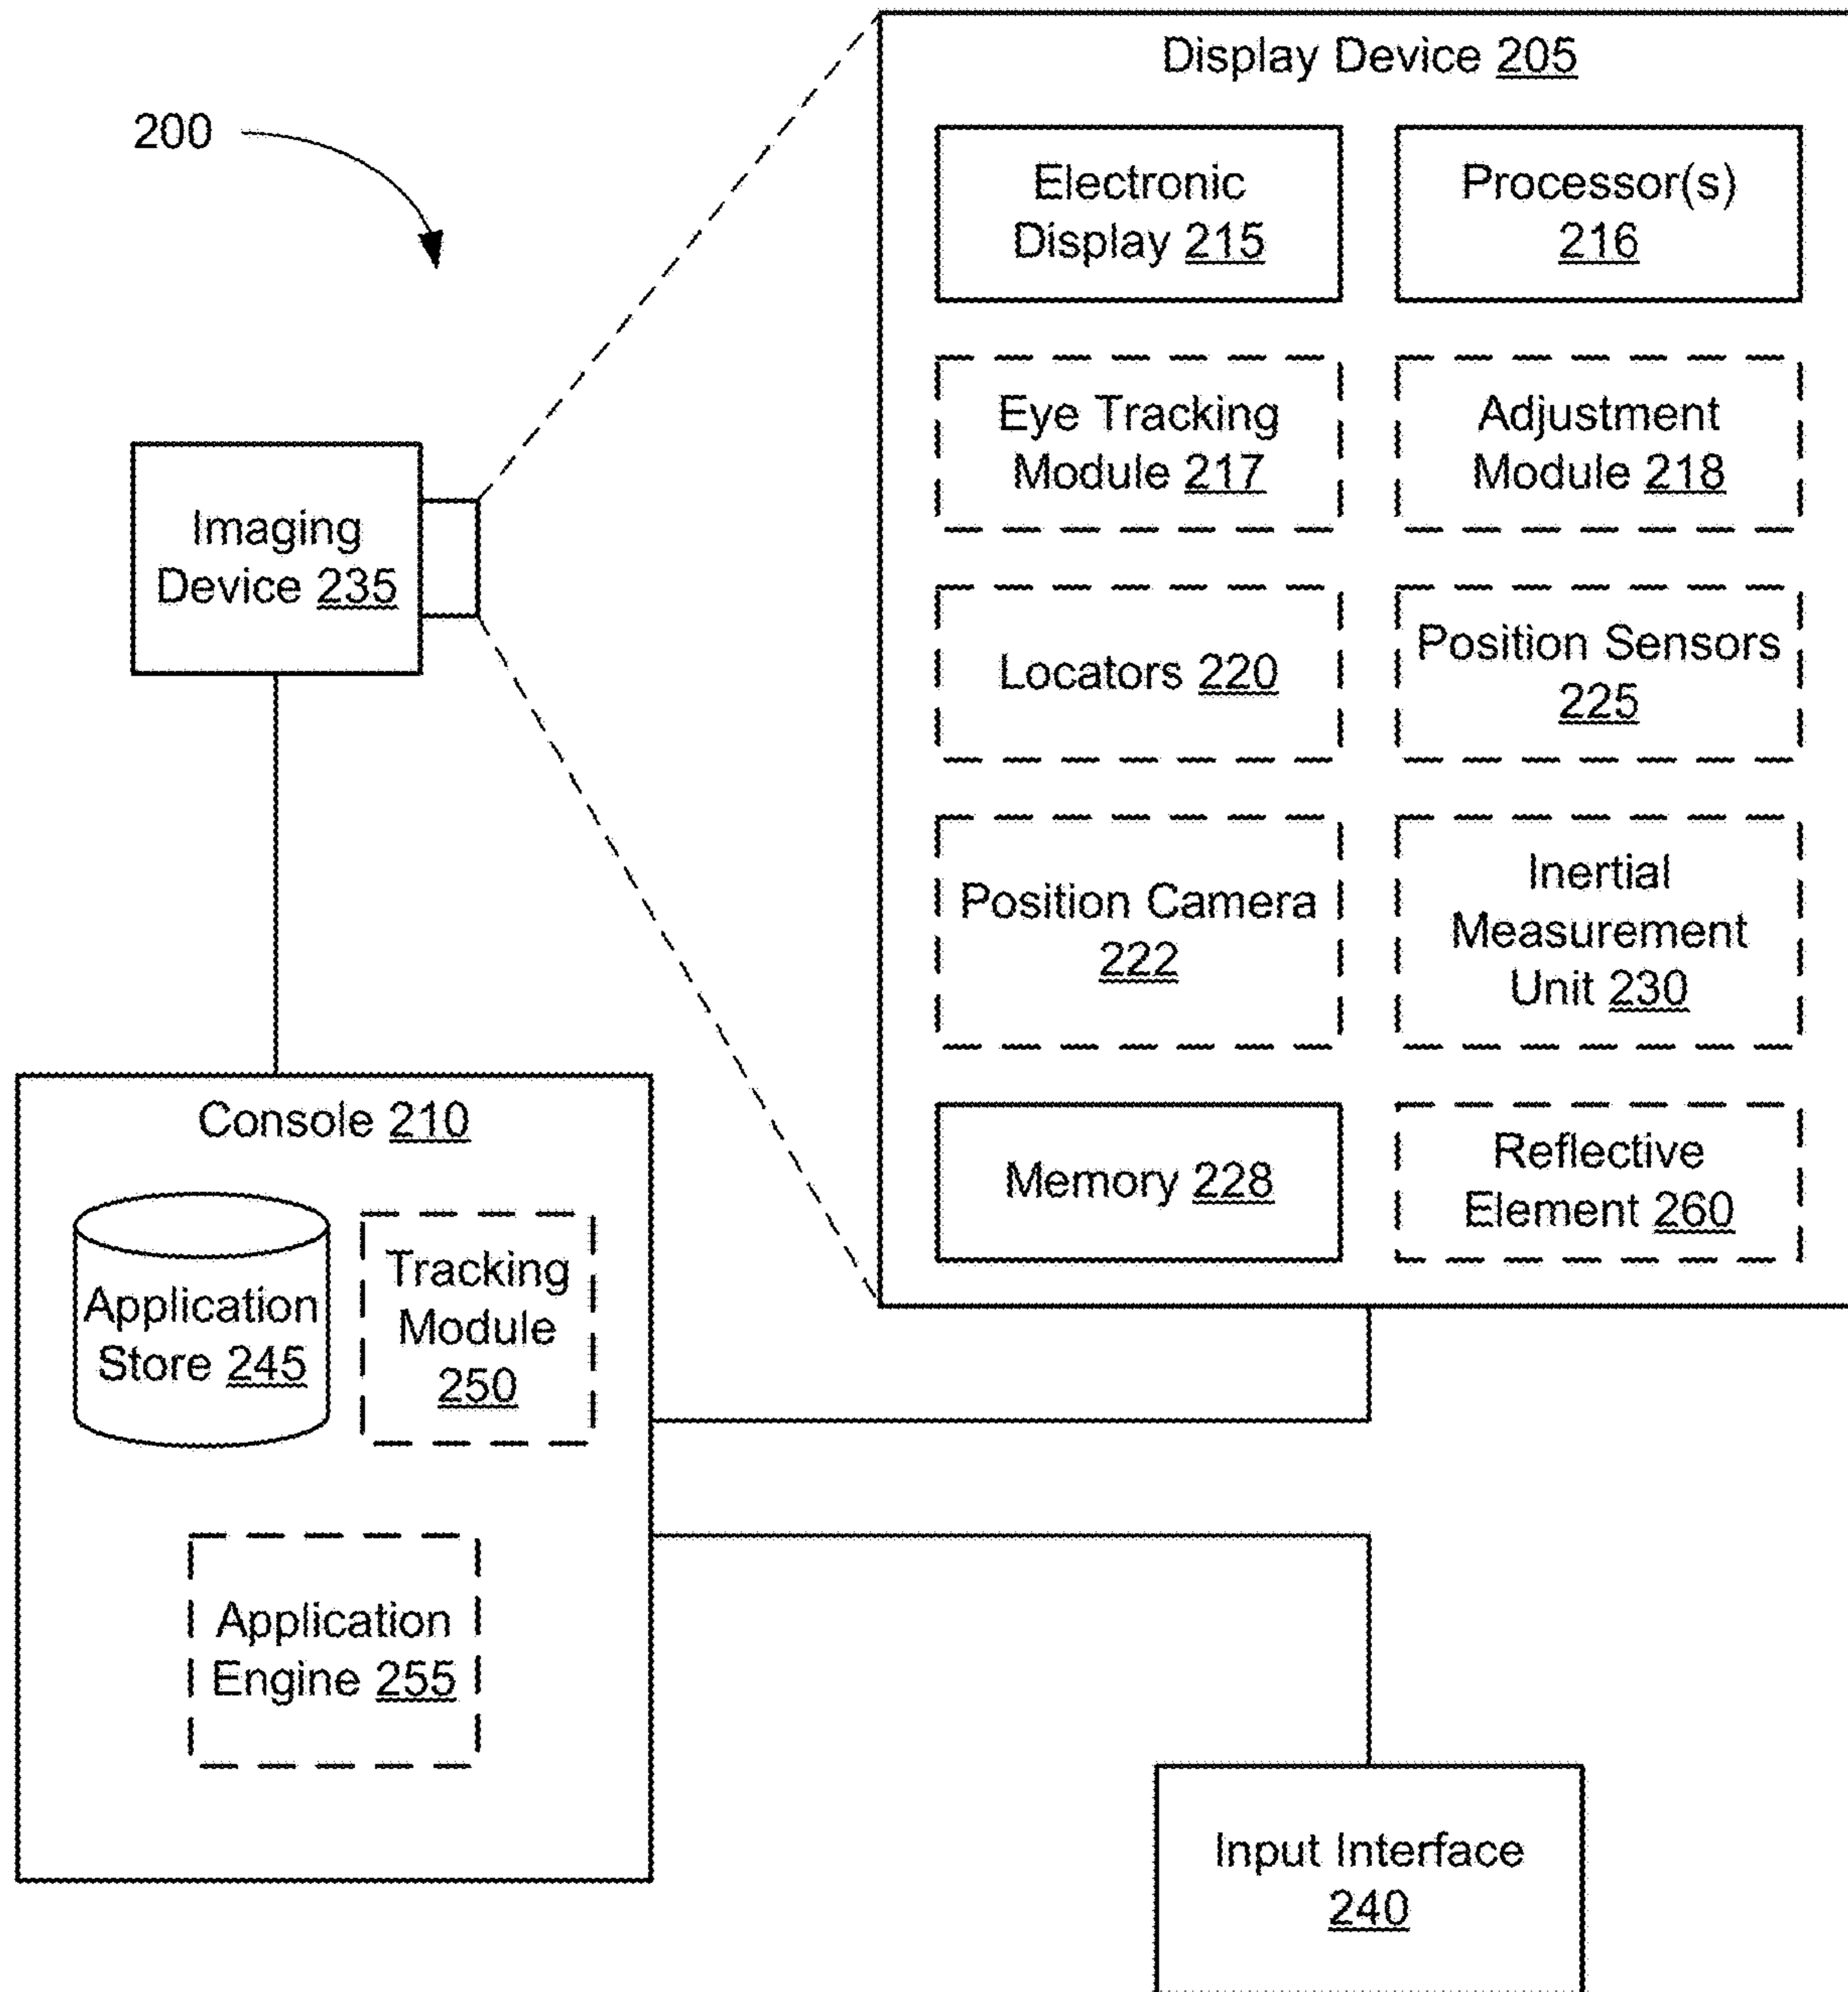 200
Display Device 205
Electronic
Display 215
Processor(s)
216
Eye Tracking
Module 217
Adjustment
Module 218
Imaging
Device 235
Locators 220
Position Sensors
225
Position Camera
222
Inertial
Measurement
Unit 230
Memory 228
Reflective
Element 260
Console 210
Application
Store 245
Tracking
Module
250
Application
Engine 255
Input Interface
240